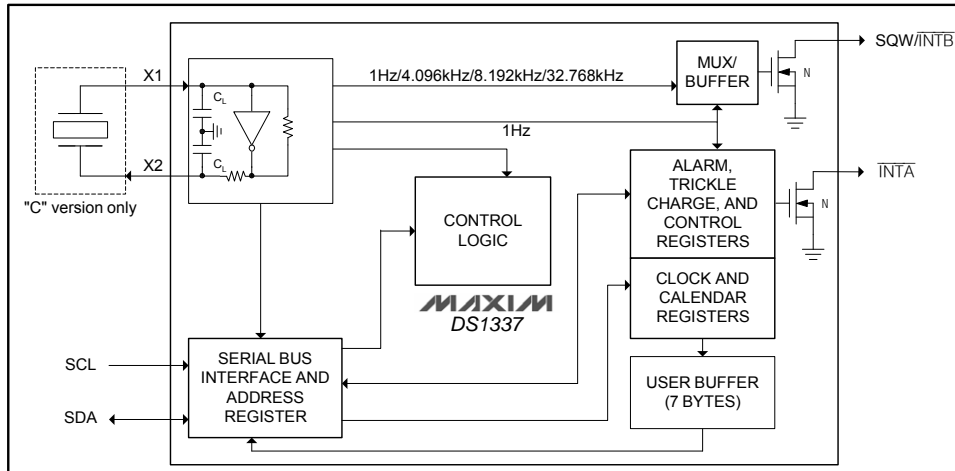 X1
X2
"C" version only
C_L
C_L
1Hz/4.096kHz/8.192kHz/32.768kHz
1Hz
MUX/
BUFFER
N
SQW/INTB
ALARM,
TRICKLE
CHARGE, AND
CONTROL
REGISTERS
N
INTA
CONTROL
LOGIC
MAXIM
DS1337
CLOCK AND
CALENDAR
REGISTERS
SCL
SDA
SERIAL BUS
INTERFACE AND
ADDRESS
REGISTER
USER BUFFER
(7 BYTES)